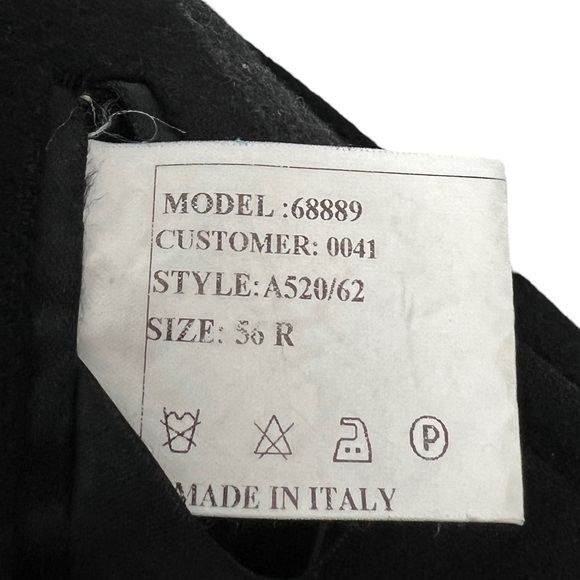 MODEL :68889
CUSTOMER: 0041
STYLE:A520/62
SIZE: 56 R
P
MADE IN ITALY